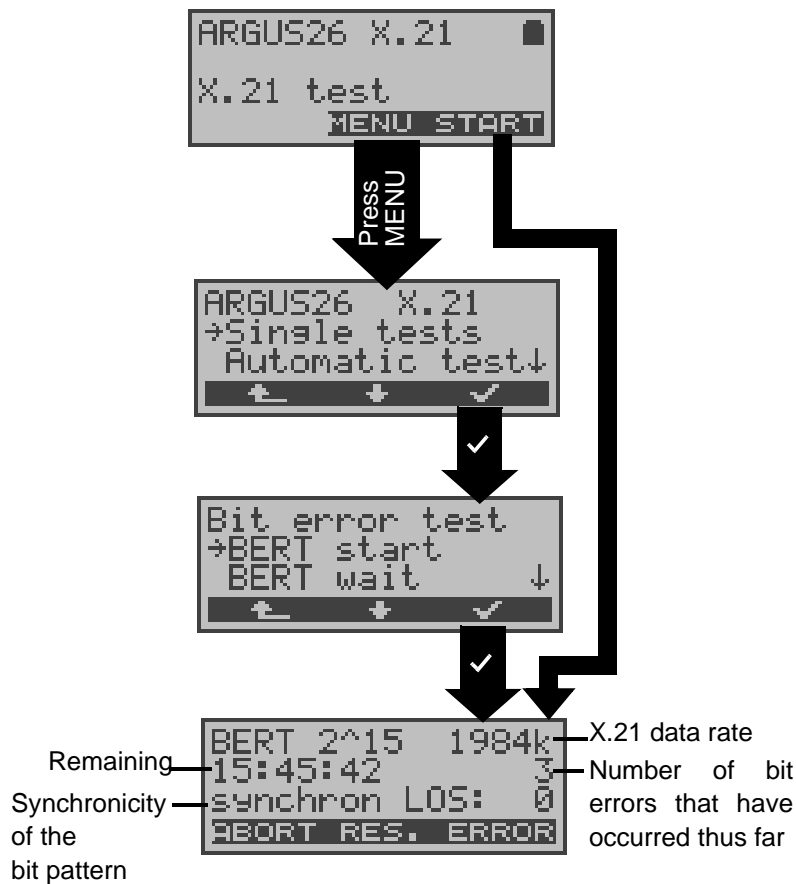 ARGUS26 X.21
X.21 test
MENU START
Press
MENU
ARGUS26 X.21
→Single tests
Automatic test↓
Bit error test
→BERT start
BERT wait ↓
BERT 2^15 1984k
15:45:42 3
synchron LOS: 0
ABORT RES. ERROR
Remaining
Synchronicity
of the
bit pattern
X.21 data rate
Number of bit
errors that have
occurred thus far